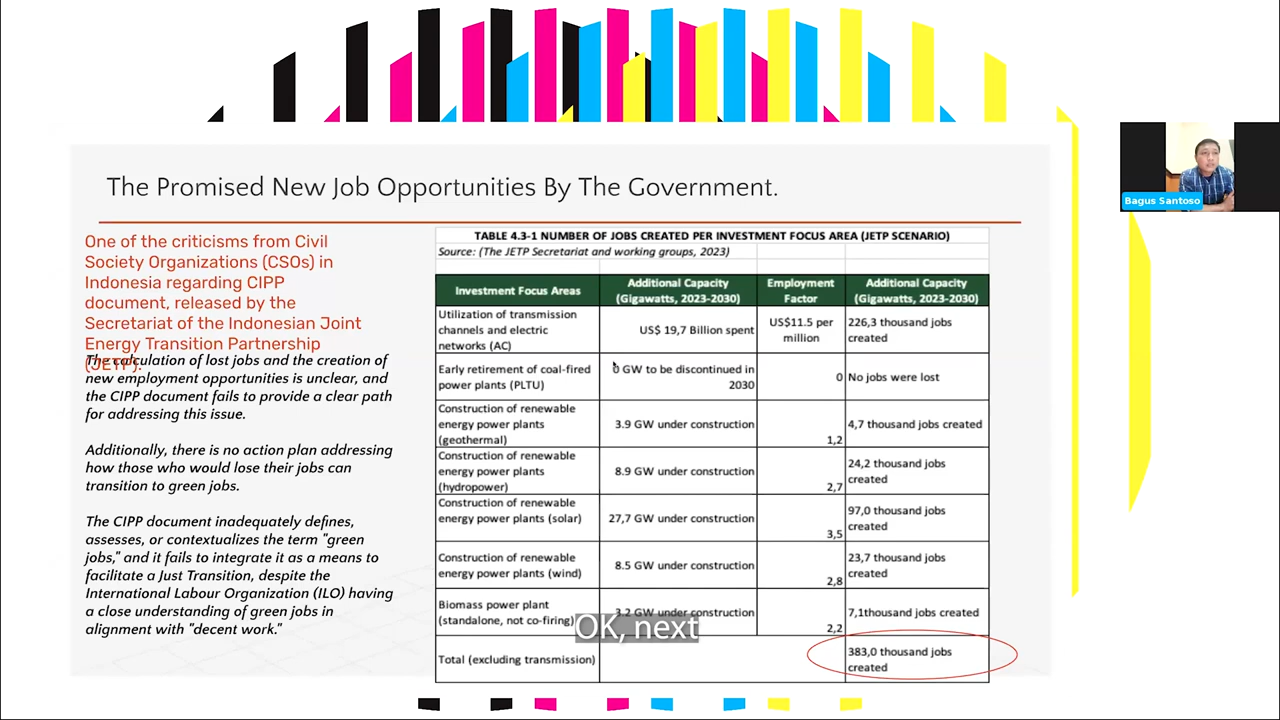 The Promised New Job Opportunities By The Government.
One of the criticisms from Civil
Society Organizations (CSOs) in
Indonesia regarding CIPP
document, released by the
Secretariat of the Indonesian Joint
Energy Transition Partnership
(JETP).
The calculation of lost jobs and the creation of
new employment opportunities is unclear, and
the CIPP document fails to provide a clear path
for addressing this issue.
Additionally, there is no action plan addressing
how those who would lose their jobs can
transition to green jobs.
The CIPP document inadequately defines,
assesses, or contextualizes the term "green
jobs," and it fails to integrate it as a means to
facilitate a Just Transition, despite the
International Labour Organization (ILO) having
a close understanding of green jobs in
alignment with "decent work."
TABLE 4.3-1 NUMBER OF JOBS CREATED PER INVESTMENT FOCUS AREA (JETP SCENARIO)
Source: (The JETP Secretariat and working groups, 2023)
Investment Focus Areas
Additional Capacity
(Gigawatts, 2023-2030)
Employment
Factor
Additional Capacity
(Gigawatts, 2023-2030)
Utilization of transmission
channels and electric
networks (AC)
US$ 19,7 Billion spent
US$11.5 per
million
226,3 thousand jobs
created
Early retirement of coal-fired
power plants (PLTU)
0 GW to be discontinued in
2030
0
No jobs were lost
Construction of renewable
energy power plants
(geothermal)
3.9 GW under construction
1,2
4,7 thousand jobs created
Construction of renewable
energy power plants
(hydropower)
8.9 GW under construction
2,7
24,2 thousand jobs
created
Construction of renewable
energy power plants (solar)
27,7 GW under construction
3,5
97,0 thousand jobs
created
Construction of renewable
energy power plants (wind)
8.5 GW under construction
2,8
23,7 thousand jobs
created
Biomass power plant
(standalone, not co-firing)
3.2 GW under construction
2,2
7,1thousand jobs created
Total (excluding transmission)
383,0 thousand jobs
created
OK, next
Bagus Santoso